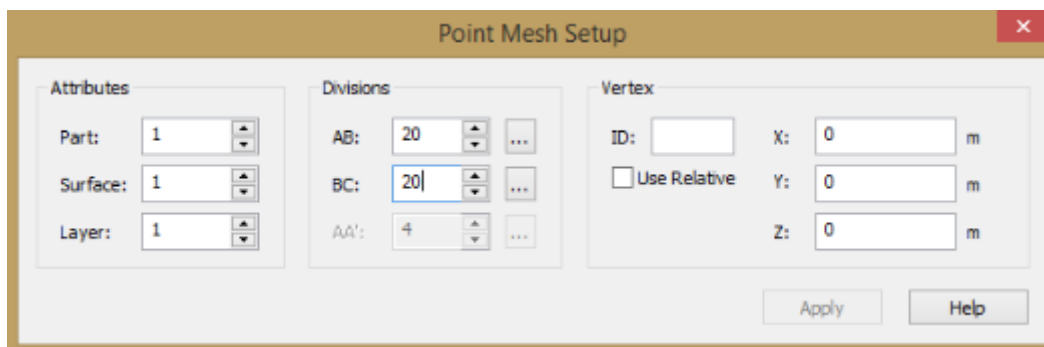 Point Mesh Setup
Attributes Divisions Vertex
Part: 1 AB: 20 ... ID: X: 0 m
Surface: 1 BC: 20 ... Use Relative Y: 0 m
Layer: 1 AA': 4 ... Z: 0 m
Apply Help